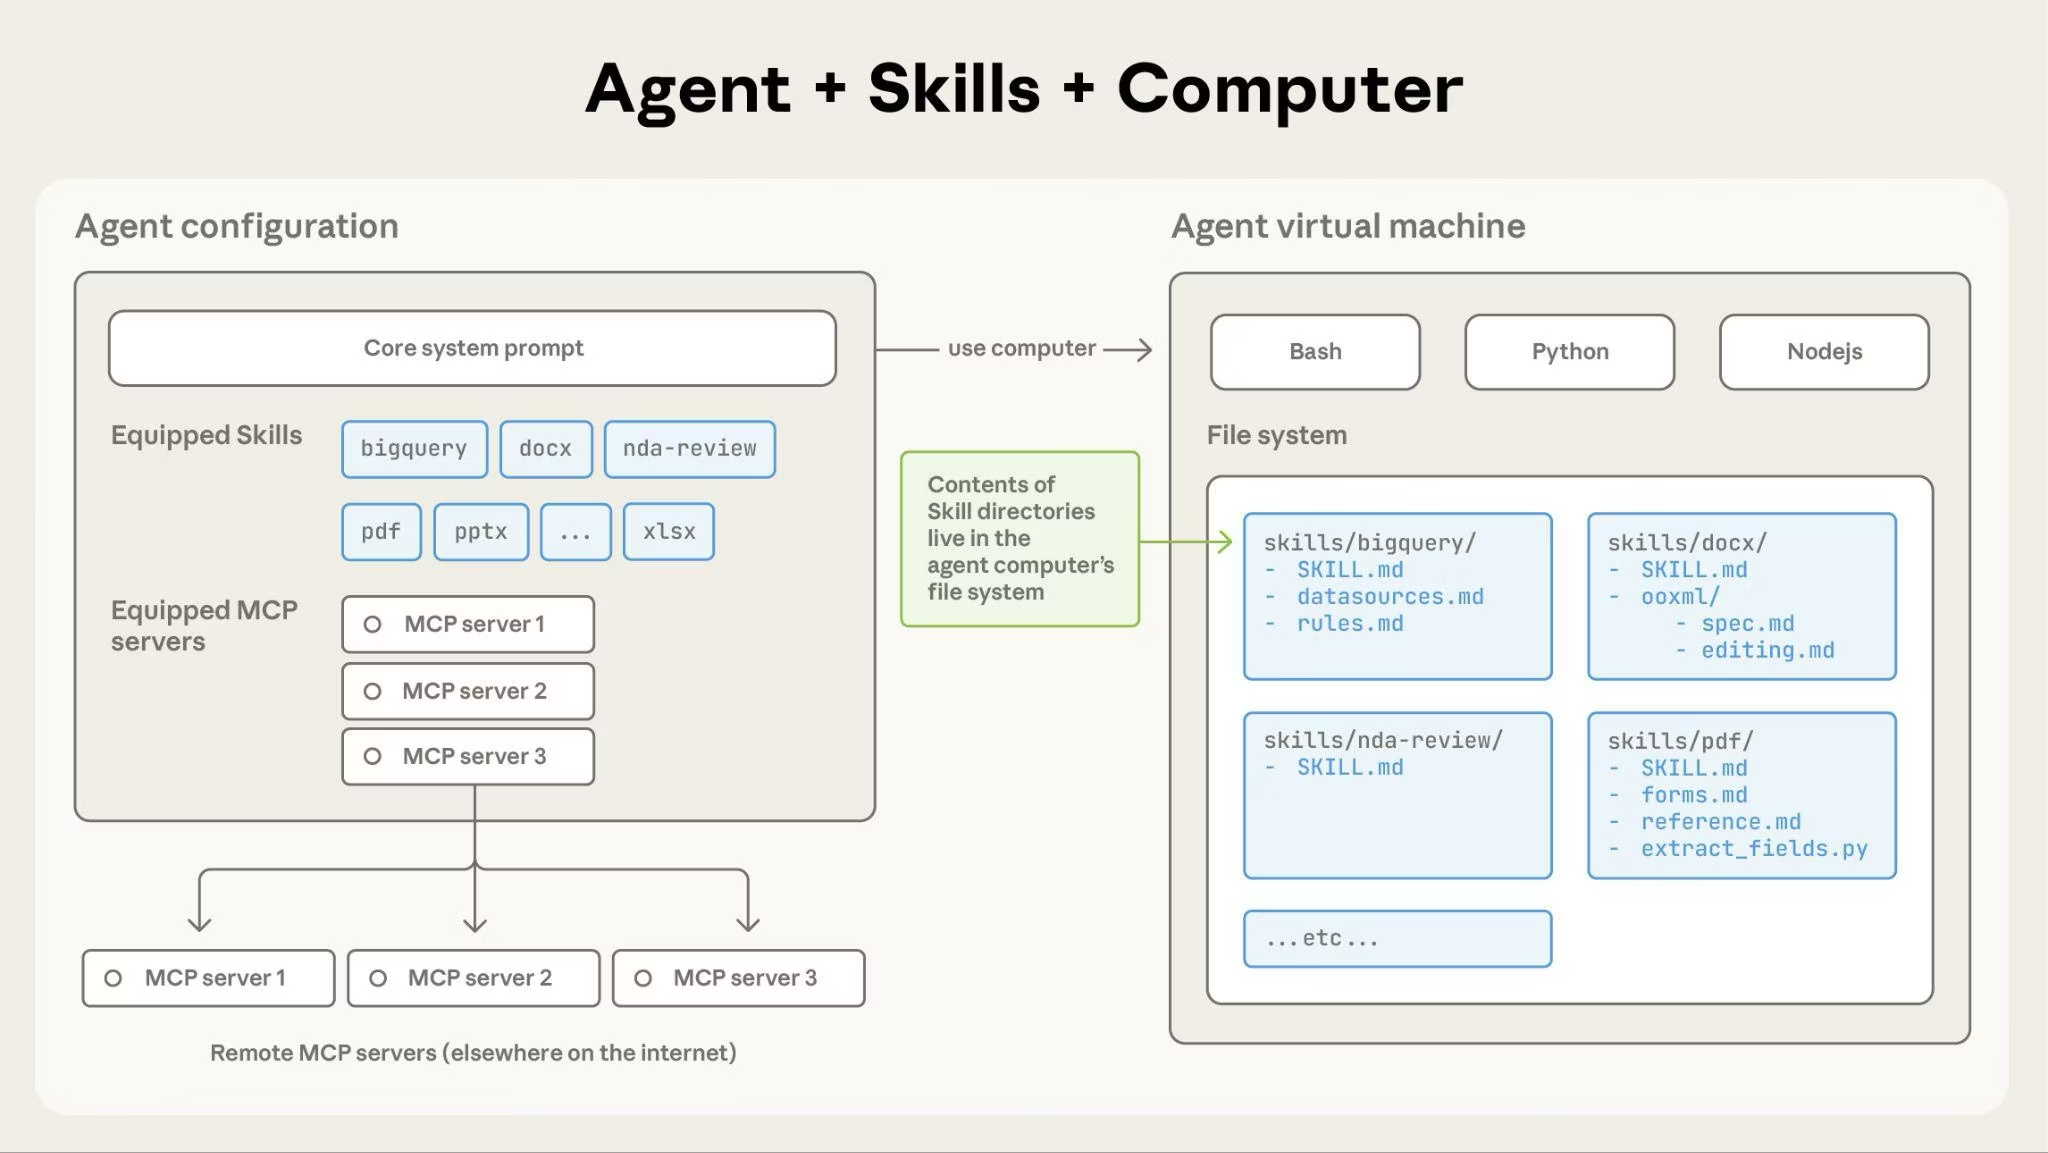 Agent + Skills + Computer
Agent configuration
Core system prompt
Equipped Skills
bigquery
docx
nda-review
pdf
pptx
...
xlsx
Equipped MCP
servers
MCP server 1
MCP server 2
MCP server 3
MCP server 1
MCP server 2
MCP server 3
Remote MCP servers (elsewhere on the internet)
use computer
Contents of
Skill directories
live in the
agent computer’s
file system
Agent virtual machine
Bash
Python
Nodejs
File system
skills/bigquery/
- SKILL.md
- datasources.md
- rules.md
skills/docx/
- SKILL.md
- ooxml/
- spec.md
- editing.md
skills/nda-review/
- SKILL.md
skills/pdf/
- SKILL.md
- forms.md
- reference.md
- extract_fields.py
...etc...